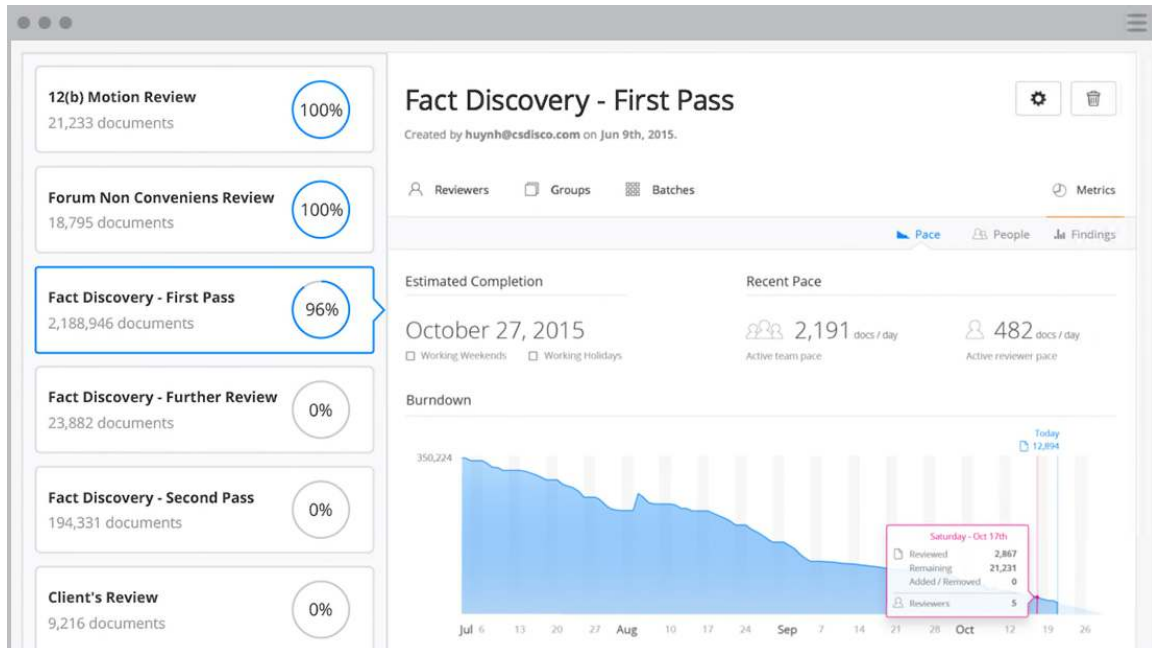 12(b) Motion Review
21,233 documents
100%
Forum Non Conveniens Review
18,795 documents
100%
Fact Discovery - First Pass
2,188,946 documents
96%
Fact Discovery - Further Review
23,882 documents
0%
Fact Discovery - Second Pass
194,331 documents
0%
Client's Review
9,216 documents
0%
Fact Discovery - First Pass
Created by huynh@csdisco.com on Jun 9th, 2015.
Reviewers Groups Batches Metrics
Pace People Findings
Estimated Completion
October 27, 2015
Working Weekends Working Holidays
Recent Pace
2,191 docs / day
Active team pace
482 docs / day
Active reviewer pace
Burndown
Today
12,894
350,224
Saturday - Oct 17th
Reviewed 2,867
Remaining 21,231
Added / Removed 0
Reviewers 5
Jul 6 13 20 27 Aug 10 17 24 Sep 7 14 21 28 Oct 12 19 26